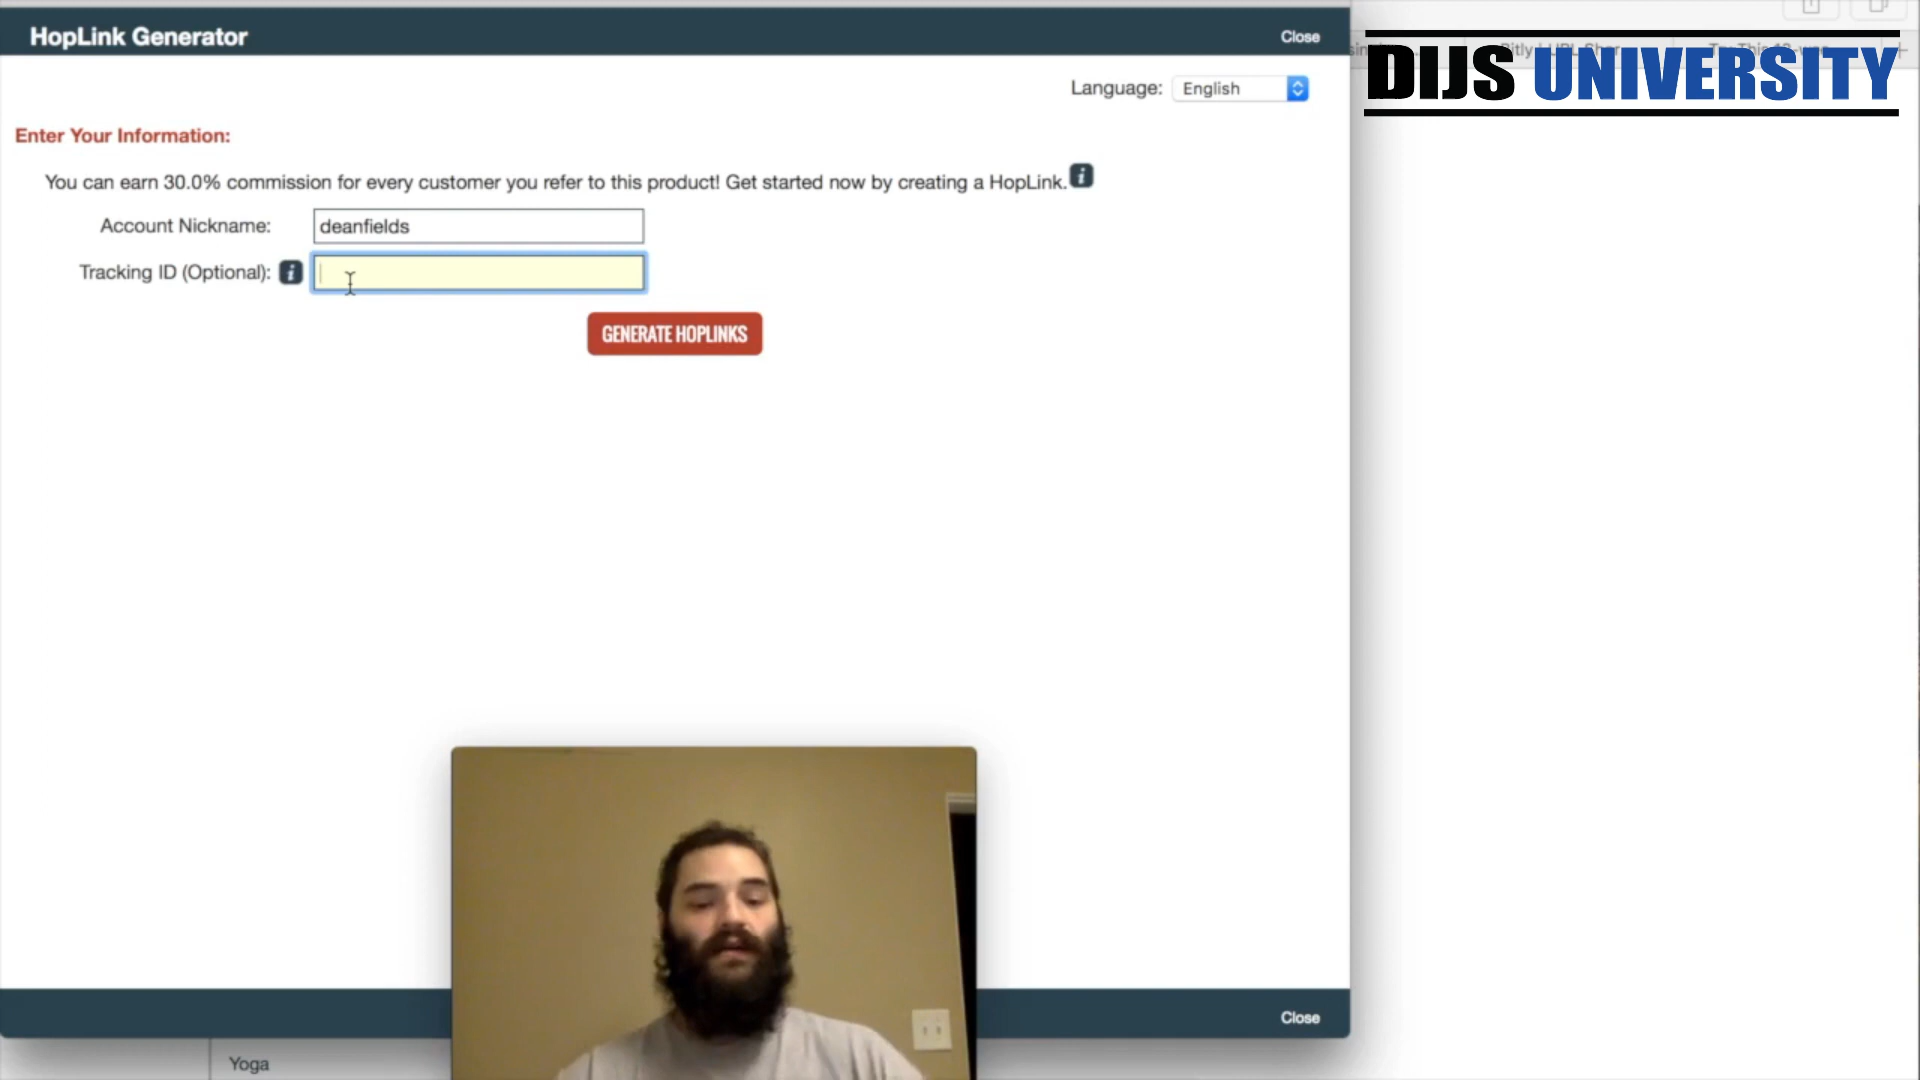 HopLink Generator
Close
Language: English
DIJS UNIVERSITY
Enter Your Information:
You can earn 30.0% commission for every customer you refer to this product! Get started now by creating a HopLink. i
Account Nickname: deanfields
Tracking ID (Optional): i
GENERATE HOPLINKS
Close
Yoga